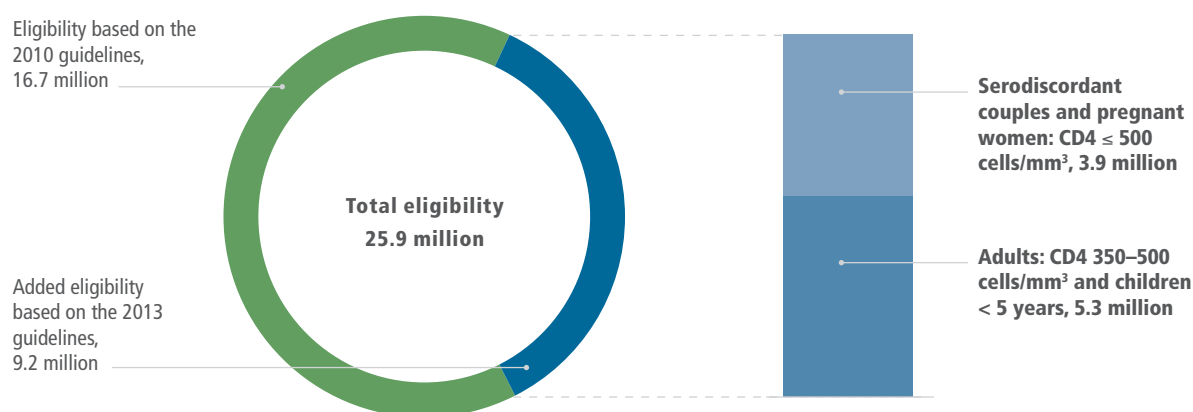 Eligibility based on the
2010 guidelines,
16.7 million
Total eligibility
25.9 million
Added eligibility
based on the 2013
guidelines,
9.2 million
Serodiscordant
couples and pregnant
women: CD4 ≤ 500
cells/mm³, 3.9 million
Adults: CD4 350–500
cells/mm³ and children
< 5 years, 5.3 million